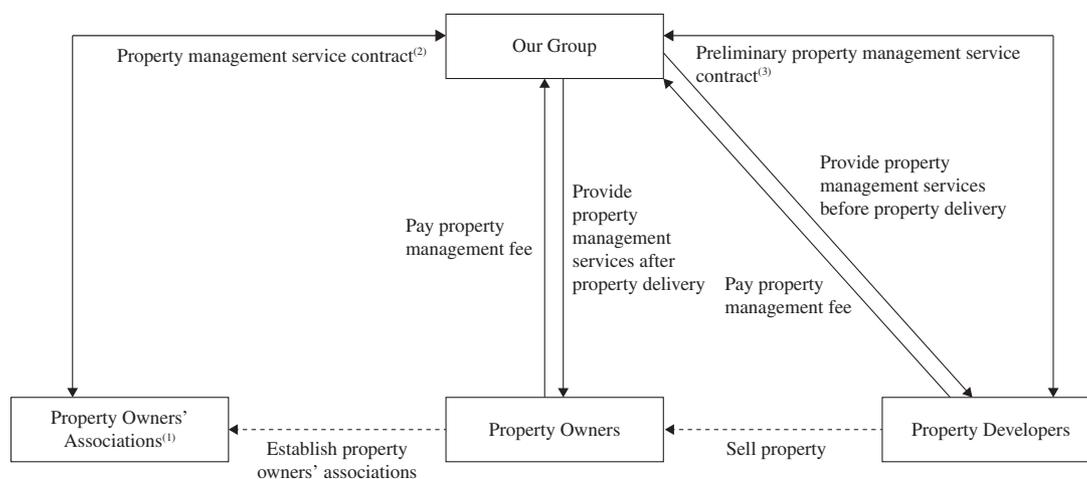 Our Group
Property management service contract(2)
Preliminary property management service
contract(3)
Provide property
management services
before property delivery
Provide
property
management
services after
property delivery
Pay property
management fee
Pay property
management fee
Property Owners’
Associations(1)
Property Owners
Property Developers
Establish property
owners’ associations
Sell property